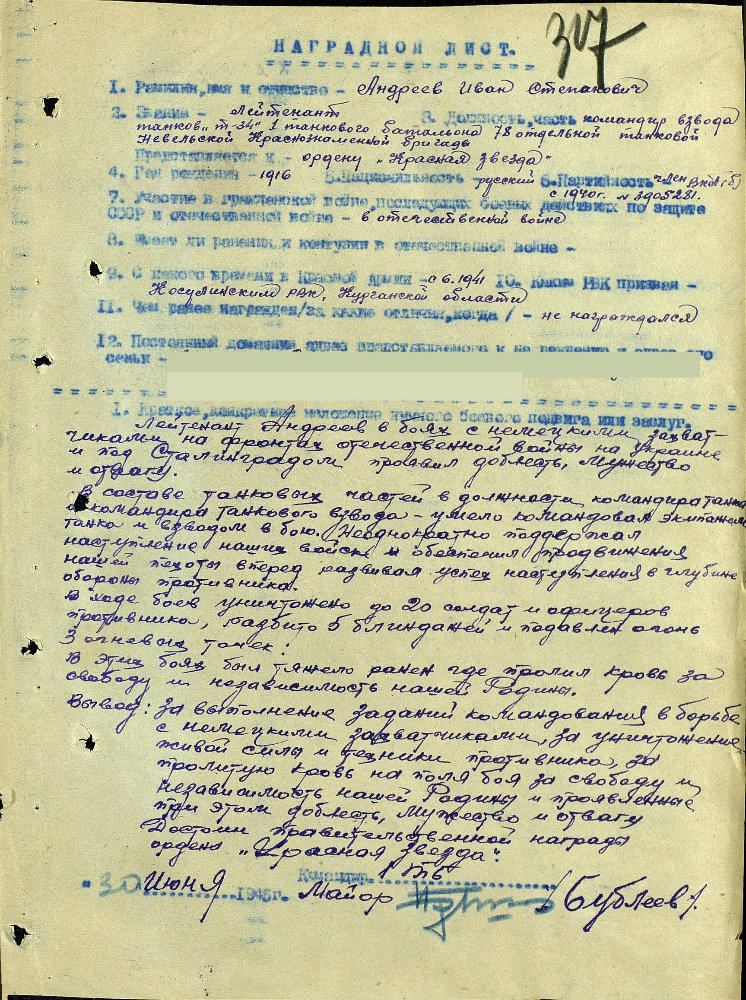 307
НАГРАДНОЙ ЛИСТ.
1. Фамилия, имя и отчество - Андреев Иван Степанович
2. Звание - Лейтенант 3. Должность, часть командир взвода
танков „Т-34" 1 танкового батальона 78 отдельной танковой
Невельской Краснознаменной бригады
Представляется к - ордену „Красная звезда"
4. Год рождения - 1916 5. Национальность - русский 6. Партийность - член ВКП(б)
с 1940г. № 3905281.
7. Участие в гражданской войне, последующих боевых действиях по защите
СССР и отечественной войне - в отечественной войне
8. Имеет ли ранения и контузии в отечественной войне -
9. С какого времени в Красной Армии - с 6.1941 10. Каким РВК призван -
Косулинским РВК, Курганской области
11. Чем ранее награжден /за какие отличия, когда/ - не награждался
12. Постоянный домашний адрес представляемого к на и адрес его
семьи -
1. Краткое, конкретное изложение личного боевого подвига или заслуг.
Лейтенант Андреев в боях с немецкими захват-
чиками на фронтах отечественной войны на Украине
и под Сталинградом проявил доблесть, мужество
и отвагу.
В составе танковых частей в должности командира танка
и командира танкового взвода - умело командовал экипажем
танка и взводом в бою. Неоднократно поддержал
наступление наших войск и обеспечил продвижения
нашей пехоты вперед развивая успех наступления в глубине
обороны противника.
В ходе боев уничтожено до 20 солдат и офицеров
противника, разбито 5 блиндажей и подавлен огонь
3 огневых точек:
В этих боях был тяжело ранен где пролил кровь за
свободу и независимость нашей Родины.
Вывод: За выполнение заданий командования в борьбе
с немецкими захватчиками, за уничтожение
живой силы и техники противника, за
пролитую кровь на поля боя за свободу и
независимость нашей Родины и проявленные
при этом доблесть, мужество и отвагу
Достоин правительственной награды
ордена „Красная звезда".
Командир 1 ТБ
„30 Июня 1943г. Майор /Бублеев/.